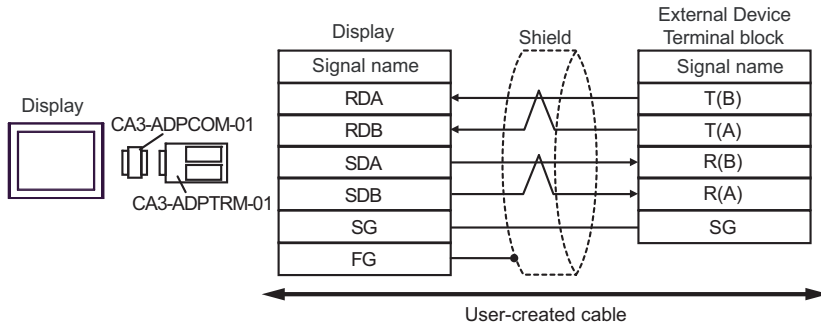 Display
CA3-ADPCOM-01
CA3-ADPTRM-01
Display
Signal name
RDA
RDB
SDA
SDB
SG
FG
Shield
External Device
Terminal block
Signal name
T(B)
T(A)
R(B)
R(A)
SG
User-created cable